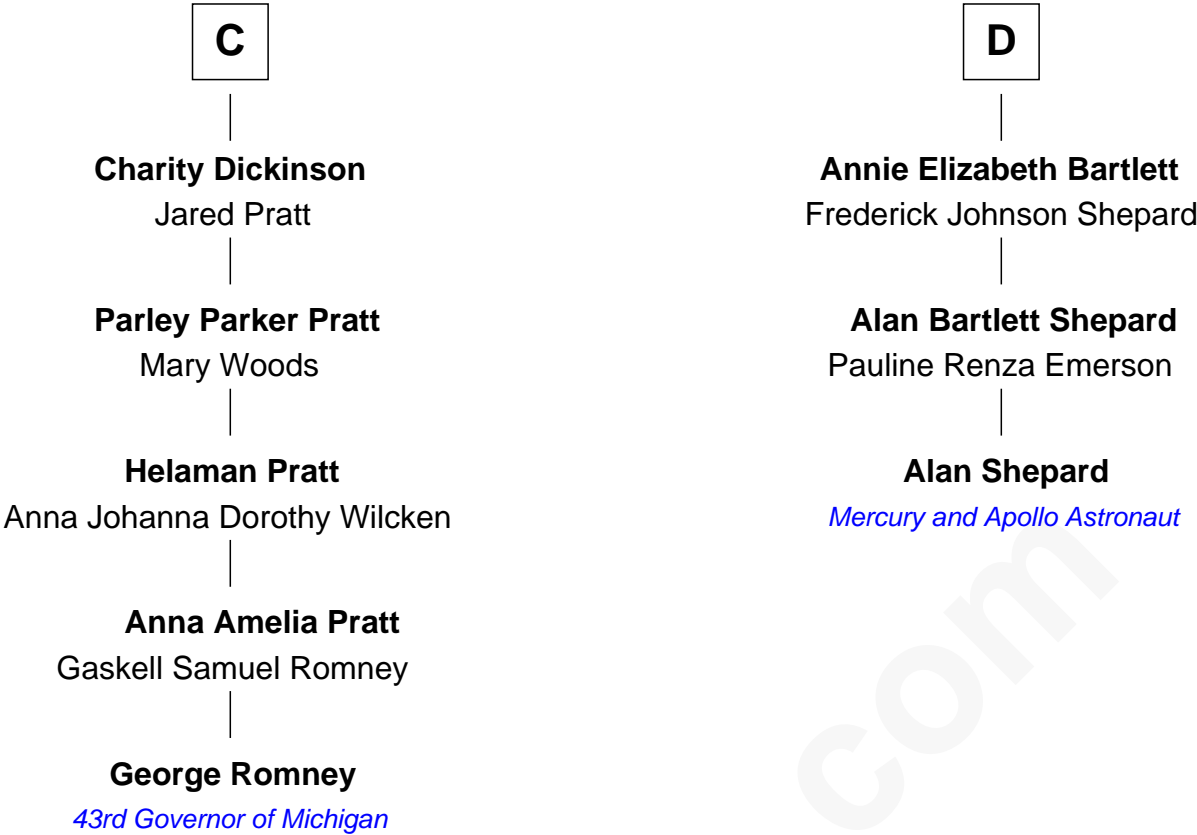 C
Charity Dickinson
Jared Pratt
Parley Parker Pratt
Mary Woods
Helaman Pratt
Anna Johanna Dorothy Wilcken
Anna Amelia Pratt
Gaskell Samuel Romney
George Romney
43rd Governor of Michigan
D
Annie Elizabeth Bartlett
Frederick Johnson Shepard
Alan Bartlett Shepard
Pauline Renza Emerson
Alan Shepard
Mercury and Apollo Astronaut
com